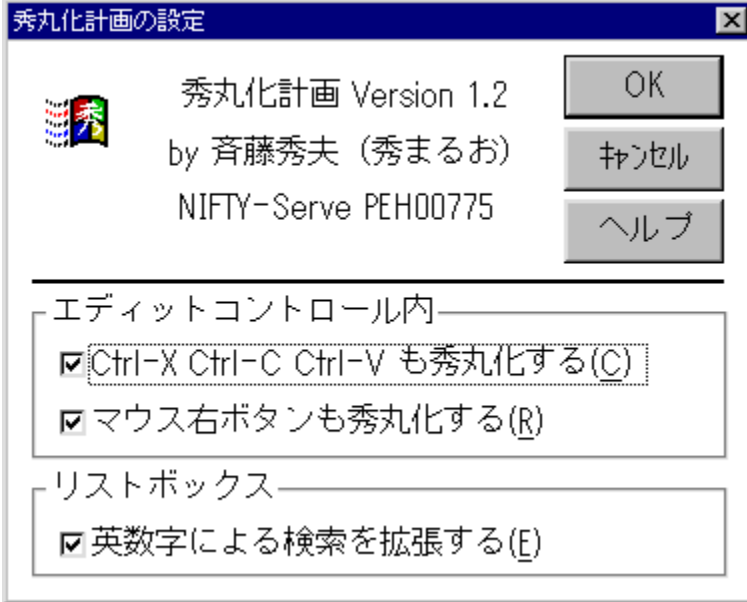 秀丸化計画の設定
秀丸化計画 Version 1.2
by 斉藤秀夫（秀まるお）
NIFTY-Serve PEH00775
OK
キャンセル
ヘルプ
エディットコントロール内
Ctrl-X Ctrl-C Ctrl-V も秀丸化する(C)
マウス右ボタンも秀丸化する(R)
リストボックス
英数字による検索を拡張する(E)